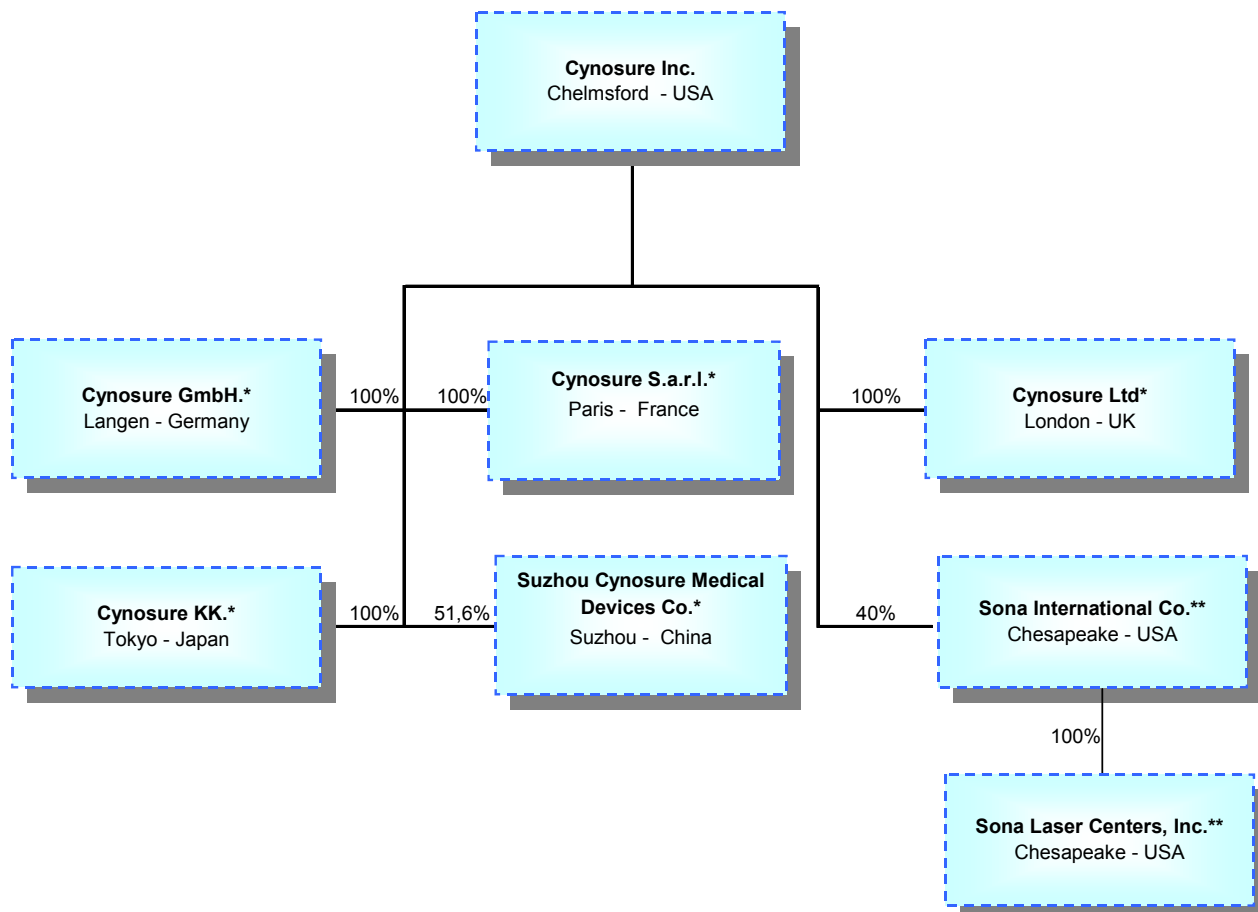 Cynosure Inc.
Chelmsford - USA
Cynosure GmbH.*
Langen - Germany
100%
100%
Cynosure S.a.r.l.*
Paris - France
100%
Cynosure Ltd*
London - UK
Cynosure KK.*
Tokyo - Japan
100%
51,6%
Suzhou Cynosure Medical
Devices Co.*
Suzhou - China
40%
Sona International Co.**
Chesapeake - USA
100%
Sona Laser Centers, Inc.**
Chesapeake - USA